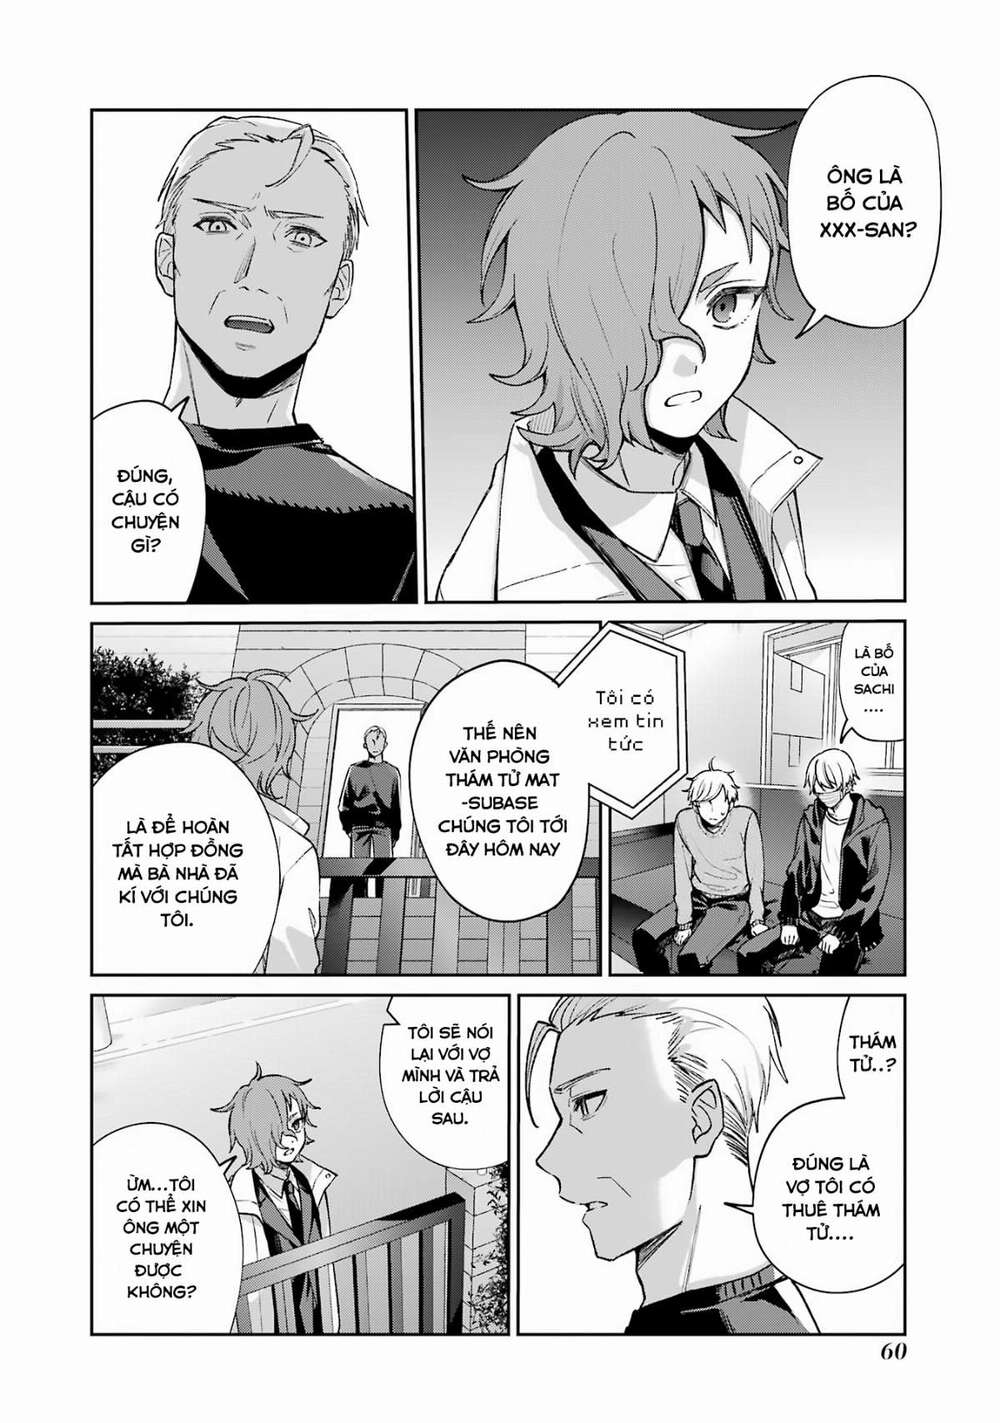 ÔNG LÀ
BỐ CỦA
XXX-SAN?
ĐÚNG,
CẬU CÓ
CHUYỆN
GÌ?
LÀ BỐ
CỦA
SACHI
....
Tôi có
xem tin
tức
THẾ NÊN
VĂN PHÒNG
THÁM TỬ MAT
-SUBASE
CHÚNG TÔI TỚI
ĐÂY HÔM NAY
LÀ ĐỂ HOÀN
TẤT HỢP ĐỒNG
MÀ BÀ NHÀ ĐÃ
KÍ VỚI CHÚNG
TÔI.
THÁM
TỬ..?
ĐÚNG LÀ
VỢ TÔI CÓ
THUÊ THÁM
TỬ....
TÔI SẼ NÓI
LẠI VỚI VỢ
MÌNH VÀ TRẢ
LỜI CẬU
SAU.
ỪM...TÔI
CÓ THỂ XIN
ÔNG MỘT
CHUYỆN
ĐƯỢC
KHÔNG?
60